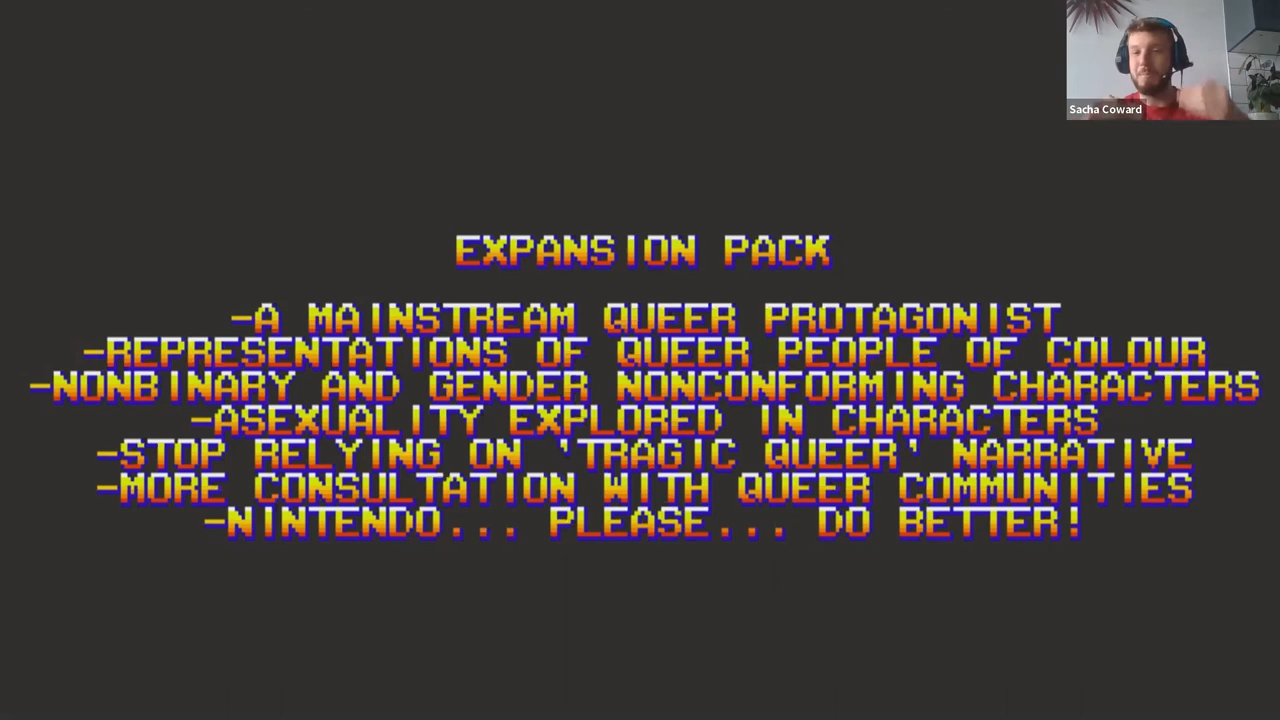 Sacha Coward
EXPANSION PACK
-A MAINSTREAM QUEER PROTAGONIST
-REPRESENTATIONS OF QUEER PEOPLE OF COLOUR
-NONBINARY AND GENDER NONCONFORMING CHARACTERS
-ASEXUALITY EXPLORED IN CHARACTERS
-STOP RELYING ON 'TRAGIC QUEER' NARRATIVE
-MORE CONSULTATION WITH QUEER COMMUNITIES
-NINTENDO... PLEASE... DO BETTER!